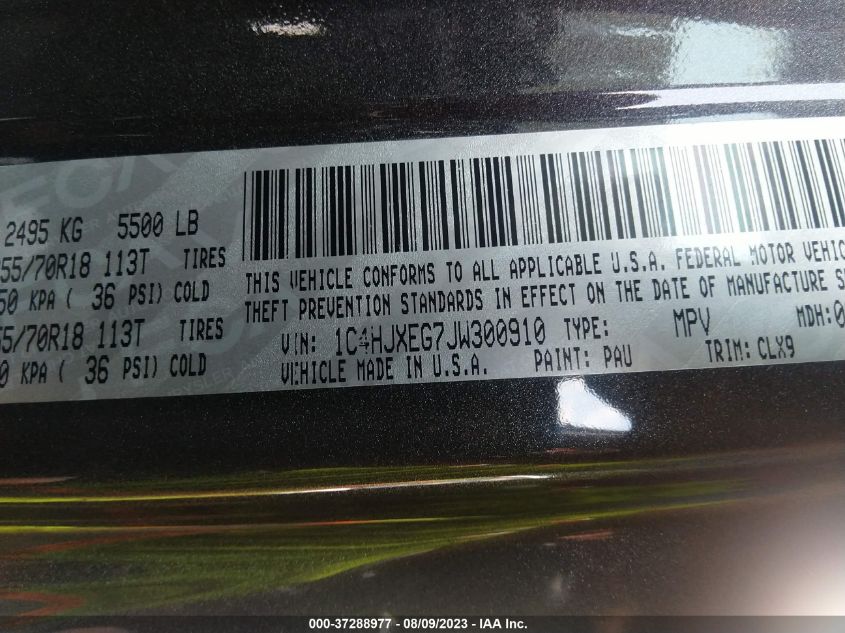 2495 KG 5500 LB
55/70R18 113T TIRES
50 KPA ( 36 PSI) COLD
55/70R18 113T TIRES
0 KPA ( 36 PSI) COLD
THIS VEHICLE CONFORMS TO ALL APPLICABLE U.S.A. FEDERAL MOTOR VEHIC
THEFT PREVENTION STANDARDS IN EFFECT ON THE DATE OF MANUFACTURE S
VIN: 1C4HJXEG7JW300910 TYPE: MPV MDH:0
VEHICLE MADE IN U.S.A. PAINT: PAU TRIM: CLX9
000-37288977 - 08/09/2023 - IAA Inc.